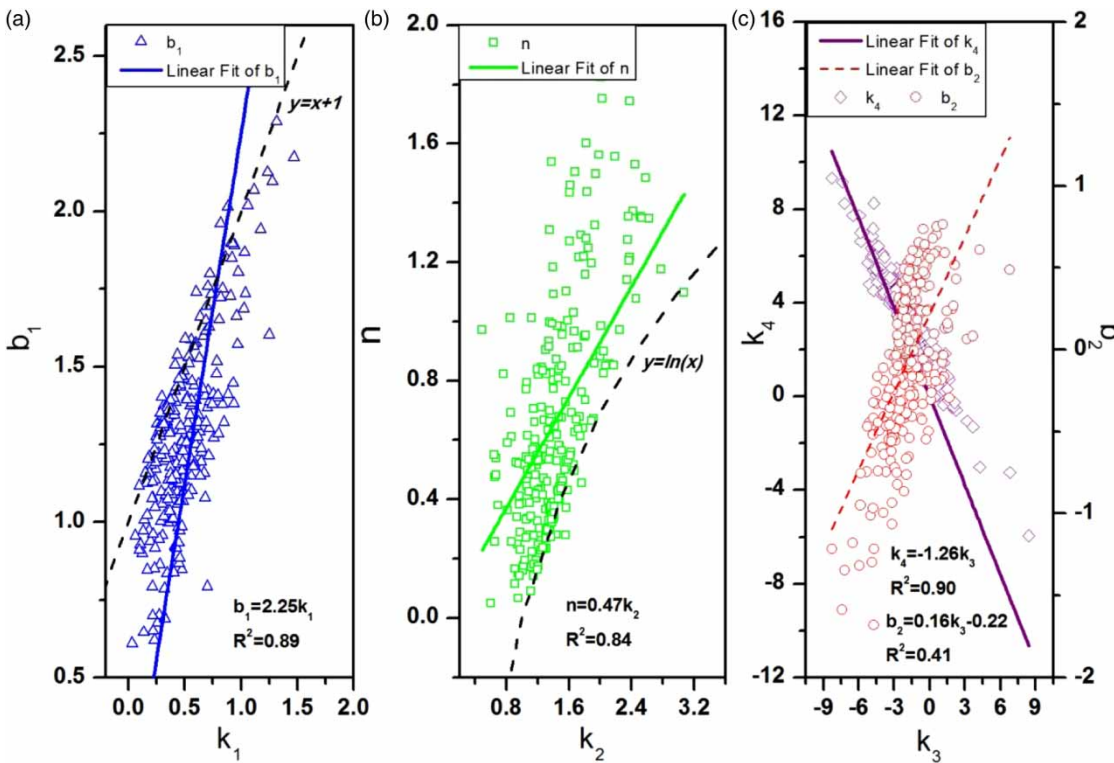 (a)
b₁
Linear Fit of b₁
y=x+1
2.5
2.0
1.5
1.0
0.5
b₁
b₁=2.25k₁
R²=0.89
0.0 0.5 1.0 1.5 2.0
k₁
(b)
n
Linear Fit of n
y=ln(x)
2.0
1.6
1.2
0.8
0.4
0.0
n
n=0.47k₂
R²=0.84
0.8 1.6 2.4 3.2
k₂
(c)
Linear Fit of k₄
Linear Fit of b₂
k₄ b₂
16
12
8
4
0
-4
-8
-12
k₄
2
1
0
-1
-2
b₂
k₄=-1.26k₃
R²=0.90
b₂=0.16k₃-0.22
R²=0.41
-9 -6 -3 0 3 6 9
k₃